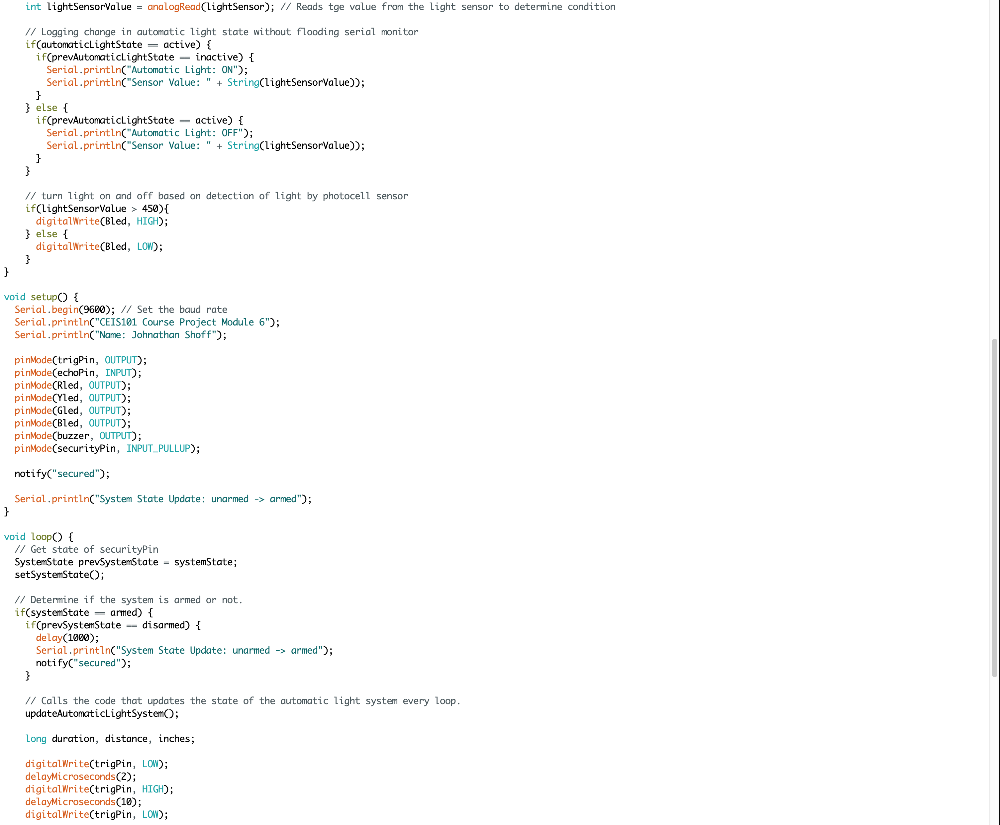 int lightSensorValue = analogRead(lightSensor); // Reads tge value from the light sensor to determine condition
// Logging change in automatic light state without flooding serial monitor
if(automaticLightState == active) {
if(prevAutomaticLightState == inactive) {
Serial.println("Automatic Light: ON");
Serial.println("Sensor Value: " + String(lightSensorValue));
}
} else {
if(prevAutomaticLightState == active) {
Serial.println("Automatic Light: OFF");
Serial.println("Sensor Value: " + String(lightSensorValue));
}
}
// turn light on and off based on detection of light by photocell sensor
if(lightSensorValue > 450){
digitalWrite(Bled, HIGH);
} else {
digitalWrite(Bled, LOW);
}
}
void setup() {
Serial.begin(9600); // Set the baud rate
Serial.println("CEIS101 Course Project Module 6");
Serial.println("Name: Johnathan Shoff");
pinMode(trigPin, OUTPUT);
pinMode(echoPin, INPUT);
pinMode(Rled, OUTPUT);
pinMode(Yled, OUTPUT);
pinMode(Gled, OUTPUT);
pinMode(Bled, OUTPUT);
pinMode(buzzer, OUTPUT);
pinMode(securityPin, INPUT_PULLUP);
notify("secured");
Serial.println("System State Update: unarmed -> armed");
}
void loop() {
// Get state of securityPin
SystemState prevSystemState = systemState;
setSystemState();
// Determine if the system is armed or not.
if(systemState == armed) {
if(prevSystemState == disarmed) {
delay(1000);
Serial.println("System State Update: unarmed -> armed");
notify("secured");
}
// Calls the code that updates the state of the automatic light system every loop.
updateAutomaticLightSystem();
long duration, distance, inches;
digitalWrite(trigPin, LOW);
delayMicroseconds(2);
digitalWrite(trigPin, HIGH);
delayMicroseconds(10);
digitalWrite(trigPin, LOW);